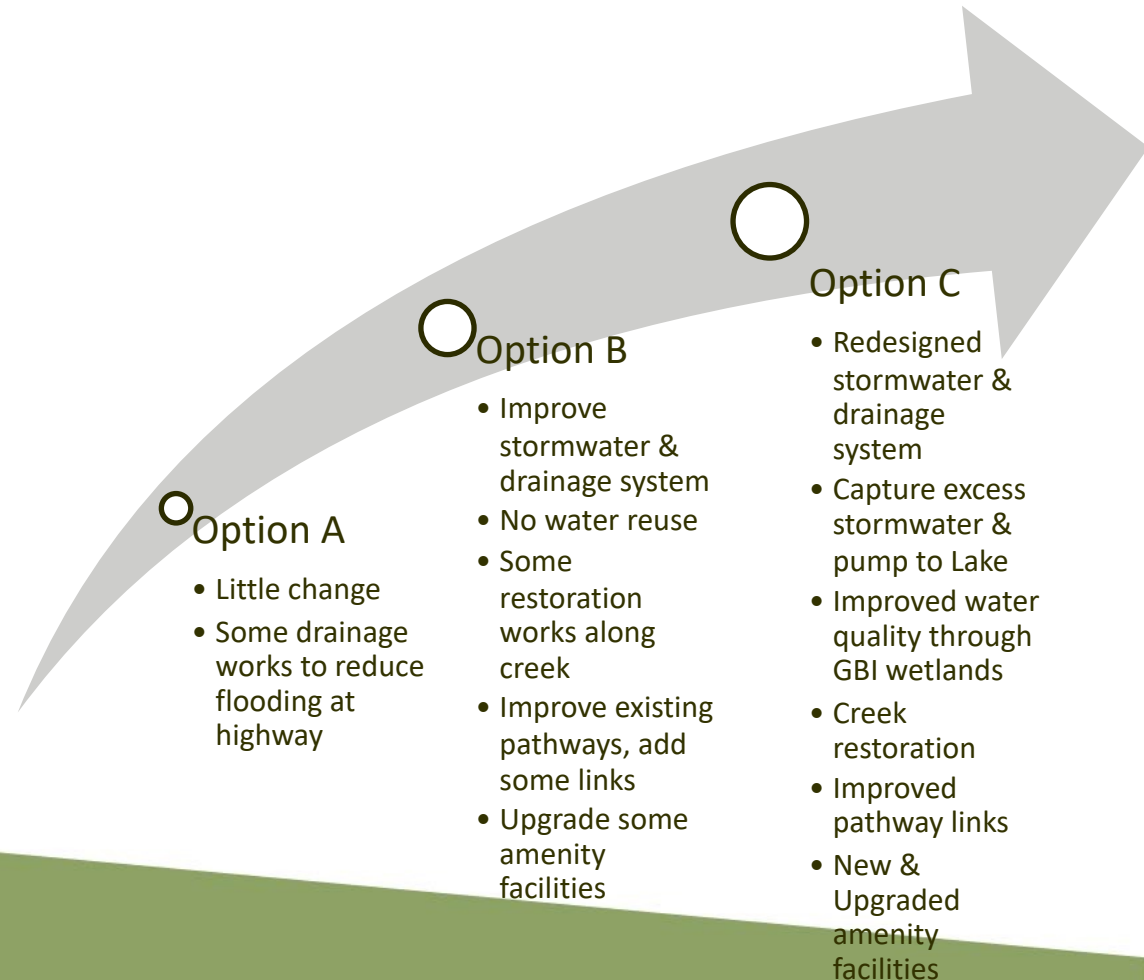 Option A
• Little change
• Some drainage
works to reduce
flooding at
highway
Option B
• Improve
stormwater &
drainage system
• No water reuse
• Some
restoration
works along
creek
• Improve existing
pathways, add
some links
• Upgrade some
amenity
facilities
Option C
• Redesigned
stormwater &
drainage
system
• Capture excess
stormwater &
pump to Lake
• Improved water
quality through
GBI wetlands
• Creek
restoration
• Improved
pathway links
• New &
Upgraded
amenity
facilities